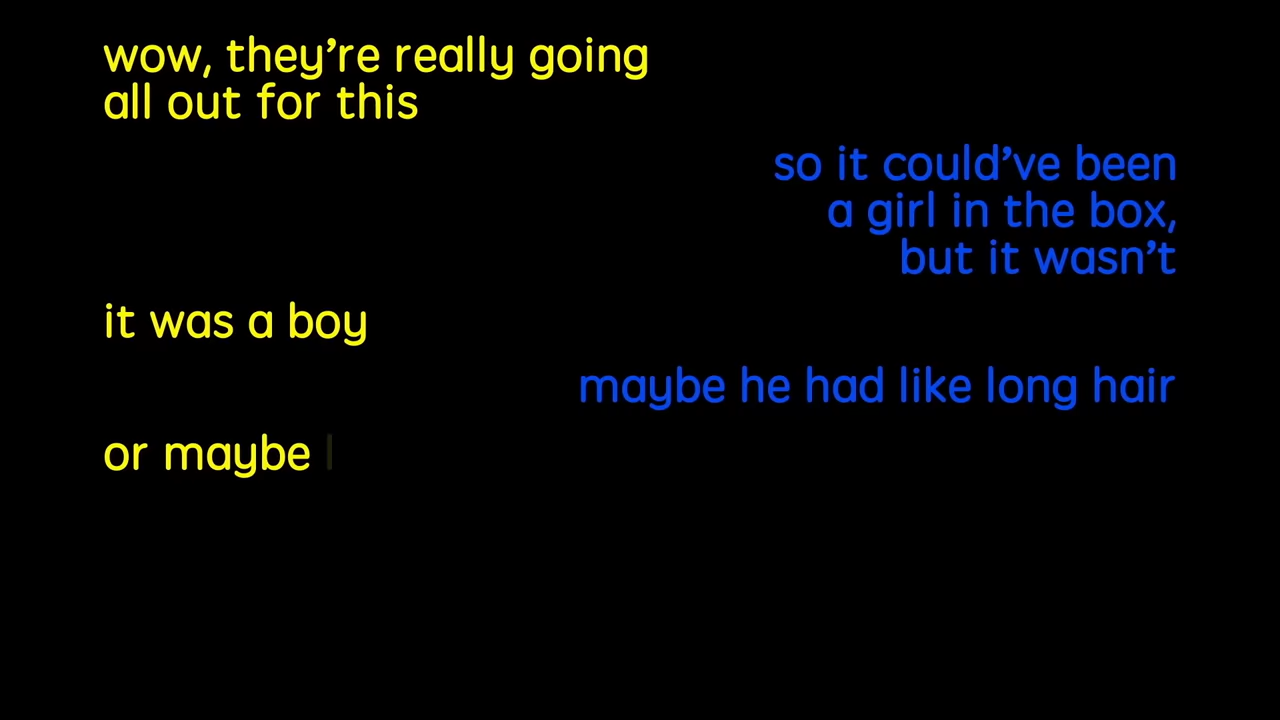 wow, they’re really going
all out for this
so it could’ve been
a girl in the box,
but it wasn’t
it was a boy
maybe he had like long hair
or maybe